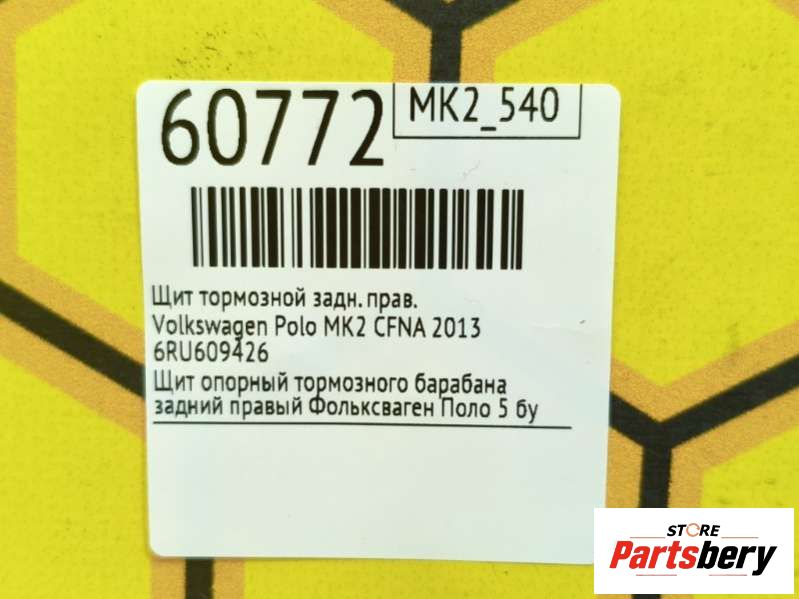 60772
MK2_540
Щит тормозной задн. прав.
Volkswagen Polo MK2 CFNA 2013
6RU609426
Щит опорный тормозного барабана
задний правый Фольксваген Поло 5 бу
STORE
Partsbery